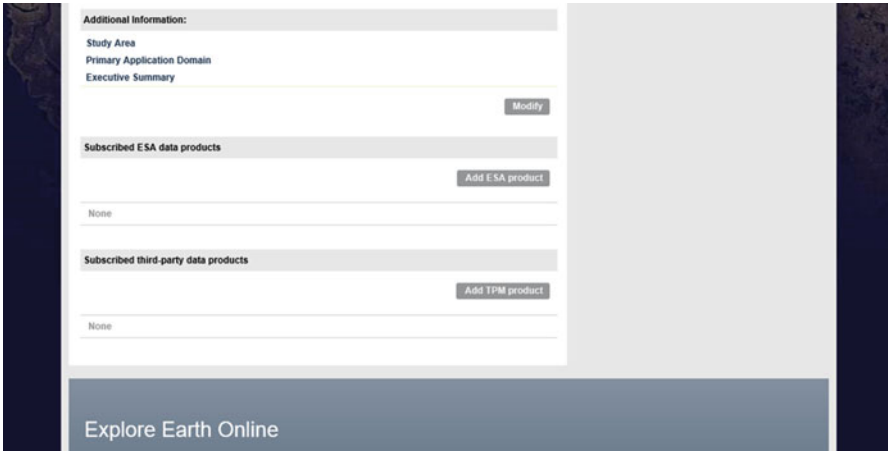 Additional Information:
Study Area
Primary Application Domain
Executive Summary
Modify
Subscribed ESA data products
Add ESA product
None
Subscribed third-party data products
Add TPM product
None
Explore Earth Online